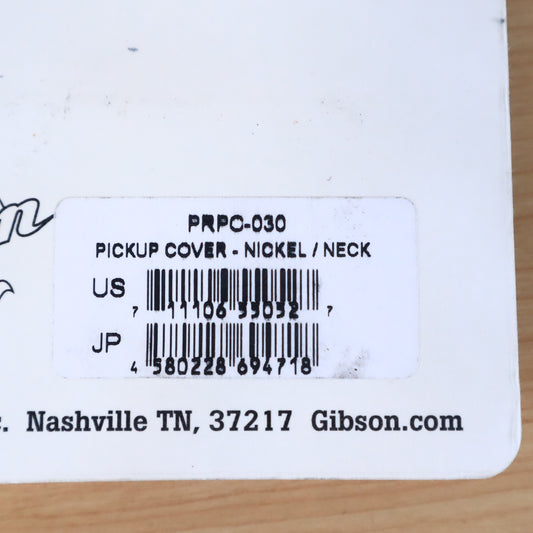 PRPC-030
PICKUP COVER - NICKEL / NECK
US
7 11106 33032 7
JP
4 580228 694718
c. Nashville TN, 37217 Gibson.com